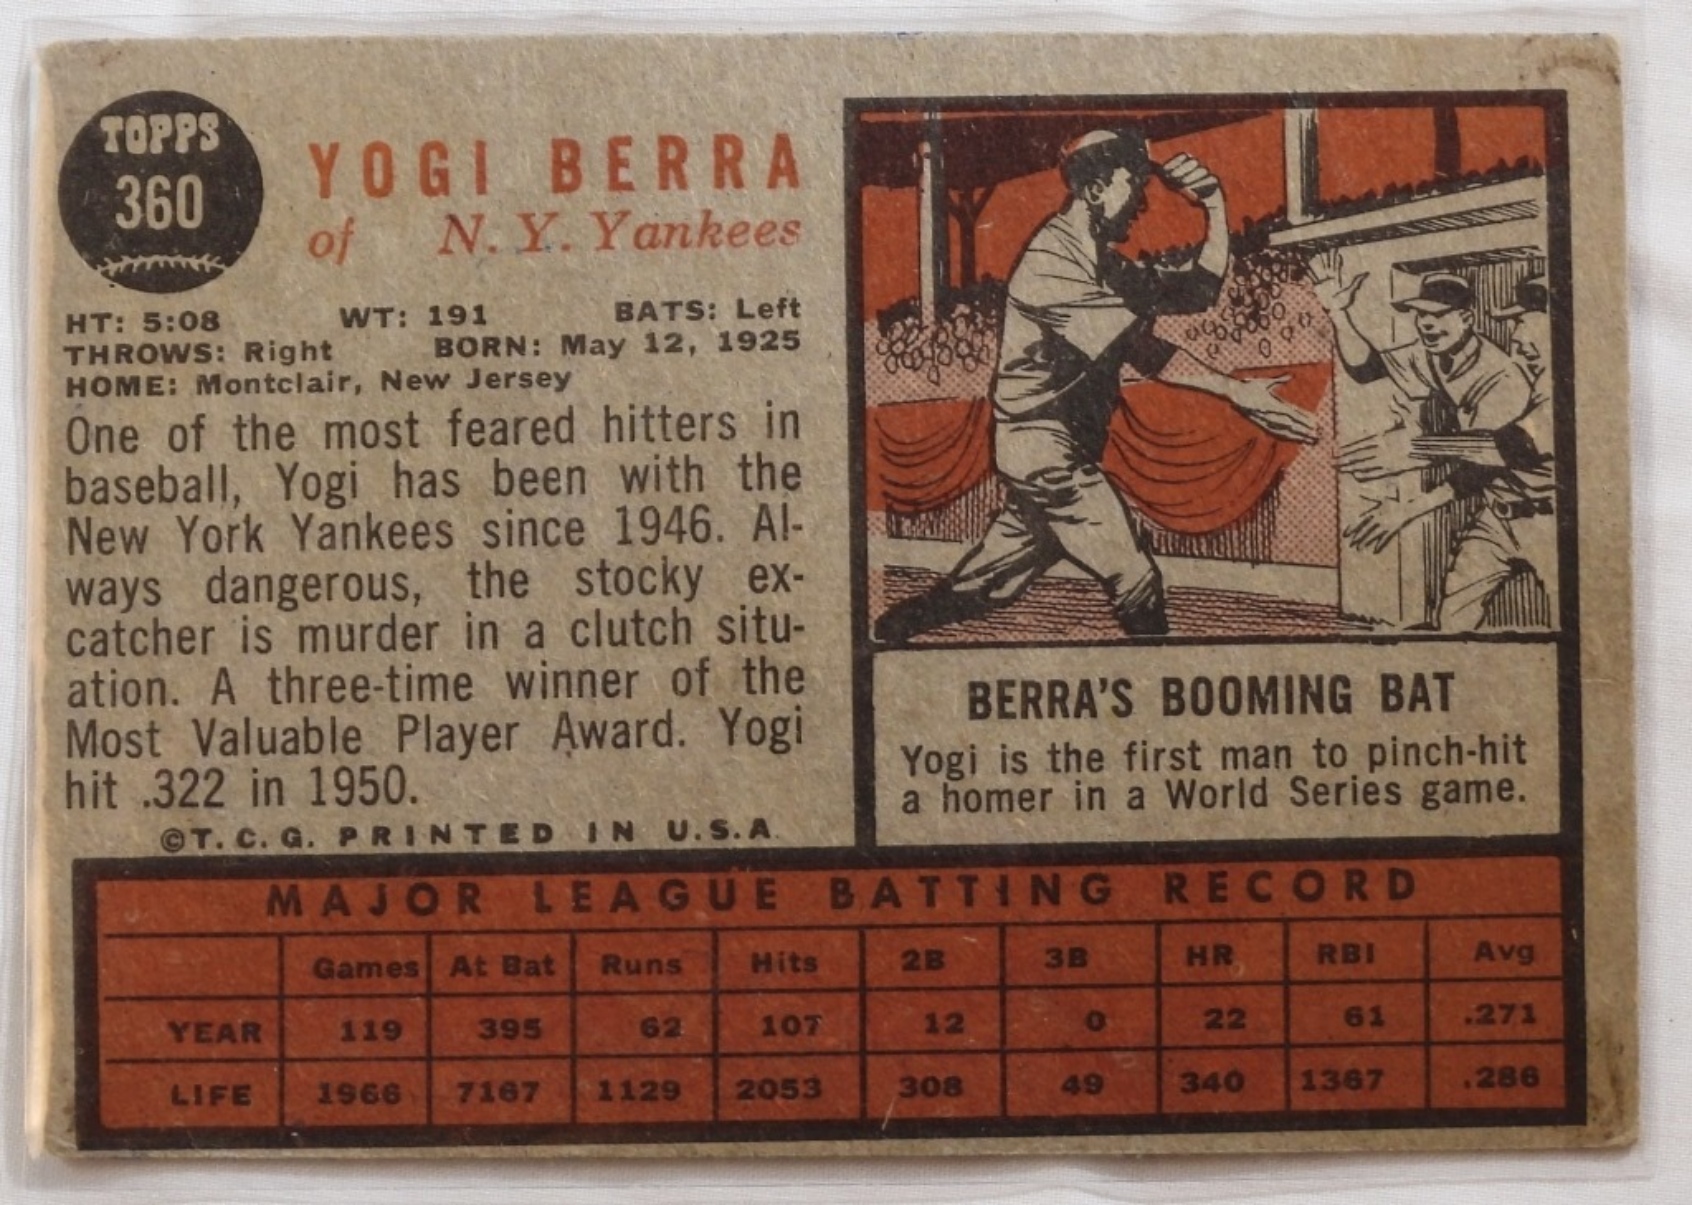 TOPPS
360
YOGI BERRA
of N. Y. Yankees
HT: 5:08 WT: 191 BATS: Left
THROWS: Right BORN: May 12, 1925
HOME: Montclair, New Jersey
One of the most feared hitters in
baseball, Yogi has been with the
New York Yankees since 1946. Al-
ways dangerous, the stocky ex-
catcher is murder in a clutch situ-
ation. A three-time winner of the
Most Valuable Player Award. Yogi
hit .322 in 1950.
©T. C. G. PRINTED IN U.S.A.
BERRA'S BOOMING BAT
Yogi is the first man to pinch-hit
a homer in a World Series game.
MAJOR LEAGUE BATTING RECORD
Games At Bat Runs Hits 2B 3B HR RBI Avg
YEAR 119 395 62 107 12 0 22 61 .271
LIFE 1966 7167 1129 2053 308 49 340 1367 .286